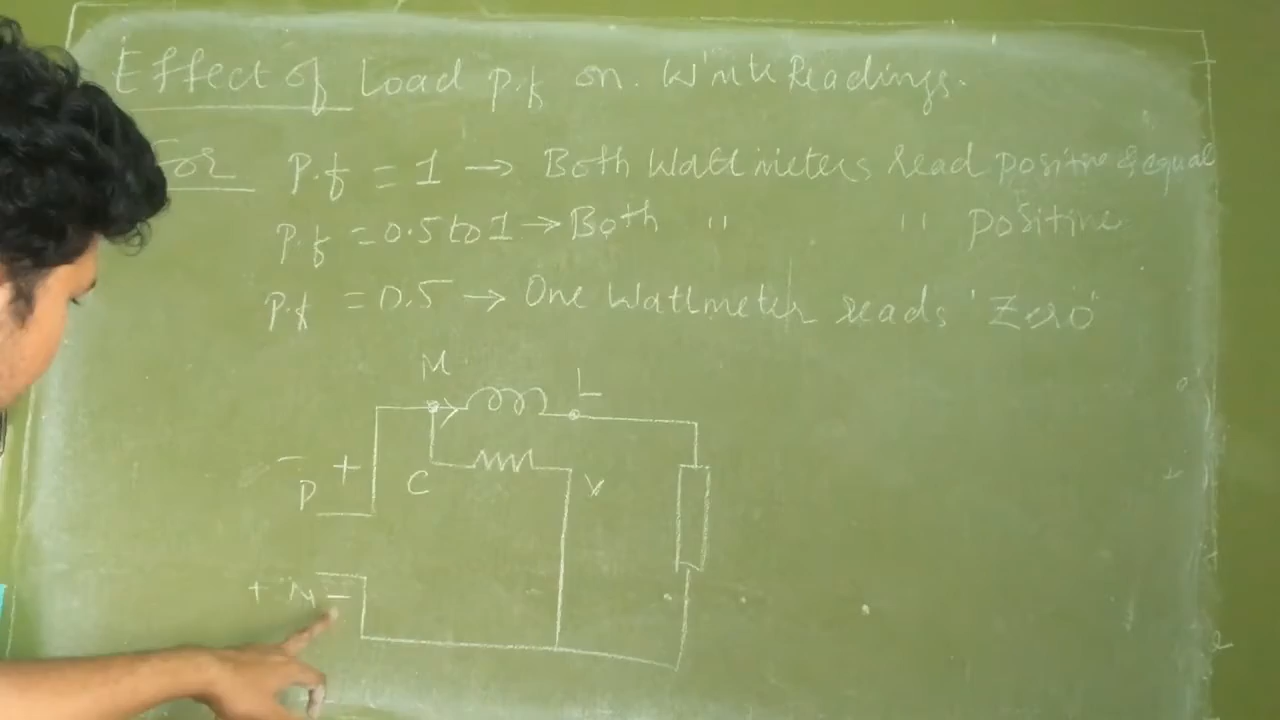 Effect of Load P.f on. Wmtr Readings.
For P.f = 1 → Both Wattmeters read positive & equal
P.f = 0.5 to 1 → Both " " positive
P.f = 0.5 → One Wattmeter reads 'Zero'
M L
- +
P C V
+ N -